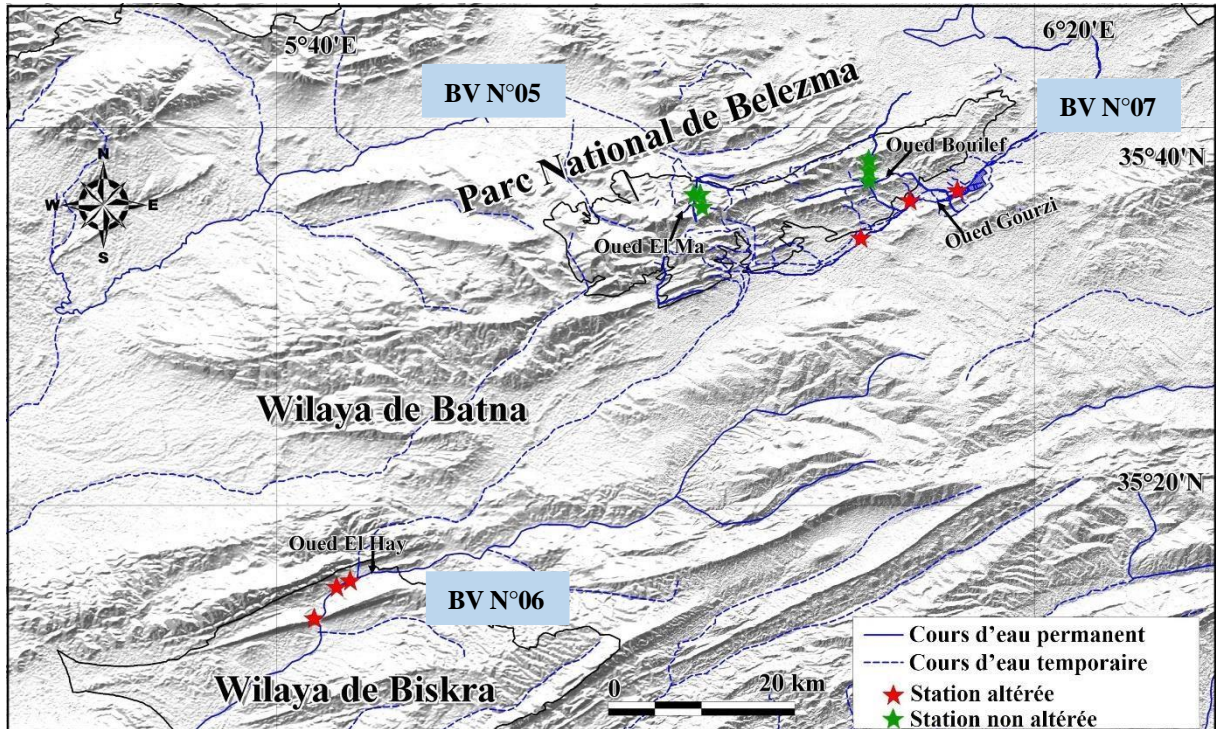 5°40'E
6°20'E
BV N°05
BV N°07
Parc National de Belezma
Oued Bouilef
35°40'N
N
W
E
S
Oued El Ma
Oued Gourzi
Wilaya de Batna
35°20'N
Oued El Hay
BV N°06
Wilaya de Biskra
0
20 km
Cours d'eau permanent
Cours d'eau temporaire
Station altérée
Station non altérée